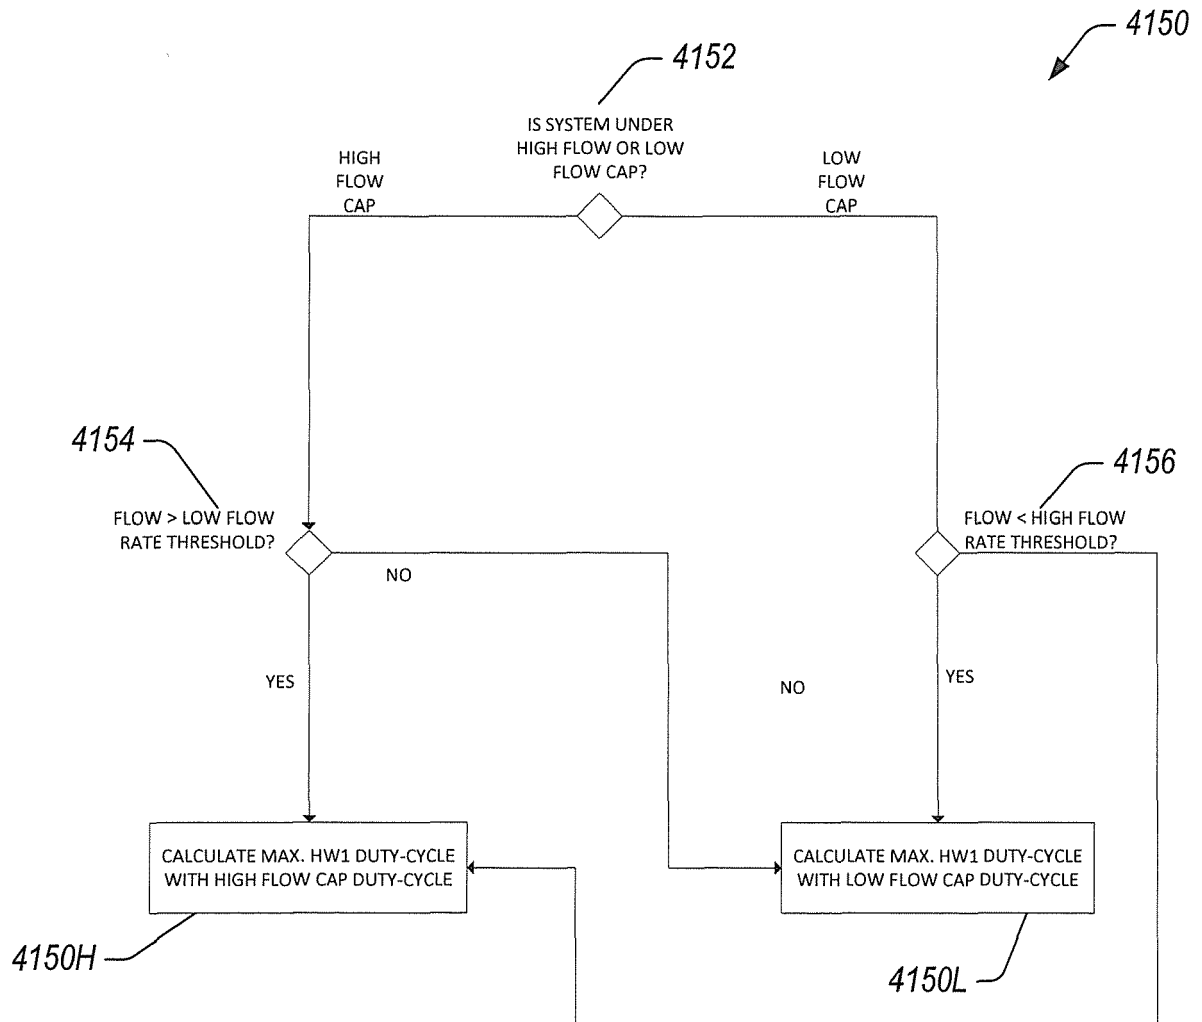 4150
4152
IS SYSTEM UNDER
HIGH FLOW OR LOW
FLOW CAP?
HIGH
FLOW
CAP
LOW
FLOW
CAP
4154
FLOW > LOW FLOW
RATE THRESHOLD?
4156
FLOW < HIGH FLOW
RATE THRESHOLD?
NO
YES
NO
YES
CALCULATE MAX. HW1 DUTY-CYCLE
WITH HIGH FLOW CAP DUTY-CYCLE
CALCULATE MAX. HW1 DUTY-CYCLE
WITH LOW FLOW CAP DUTY-CYCLE
4150H
4150L